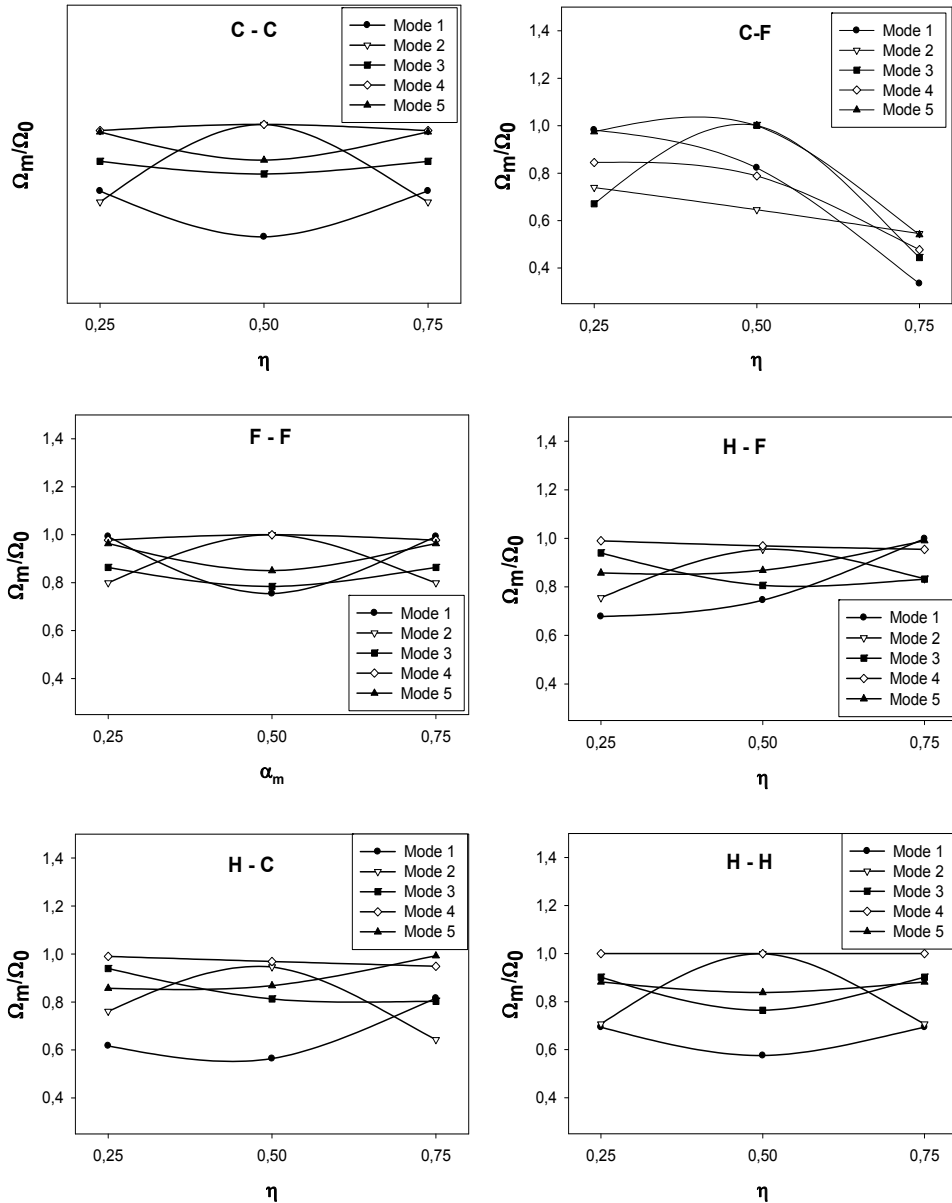 C - C
Mode 1
Mode 2
Mode 3
Mode 4
Mode 5
Ωm/Ω0
0,25 0,50 0,75
η
C-F
Mode 1
Mode 2
Mode 3
Mode 4
Mode 5
1,4
1,2
1,0
0,8
0,6
0,4
Ωm/Ω0
0,25 0,50 0,75
η
F - F
1,4
1,2
1,0
0,8
0,6
0,4
Ωm/Ω0
Mode 1
Mode 2
Mode 3
Mode 4
Mode 5
0,25 0,50 0,75
αm
H - F
1,4
1,2
1,0
0,8
0,6
0,4
Ωm/Ω0
Mode 1
Mode 2
Mode 3
Mode 4
Mode 5
0,25 0,50 0,75
η
H - C
Mode 1
Mode 2
Mode 3
Mode 4
Mode 5
1,4
1,2
1,0
0,8
0,6
0,4
Ωm/Ω0
0,25 0,50 0,75
η
H - H
Mode 1
Mode 2
Mode 3
Mode 4
Mode 5
1,4
1,2
1,0
0,8
0,6
0,4
Ωm/Ω0
0,25 0,50 0,75
η